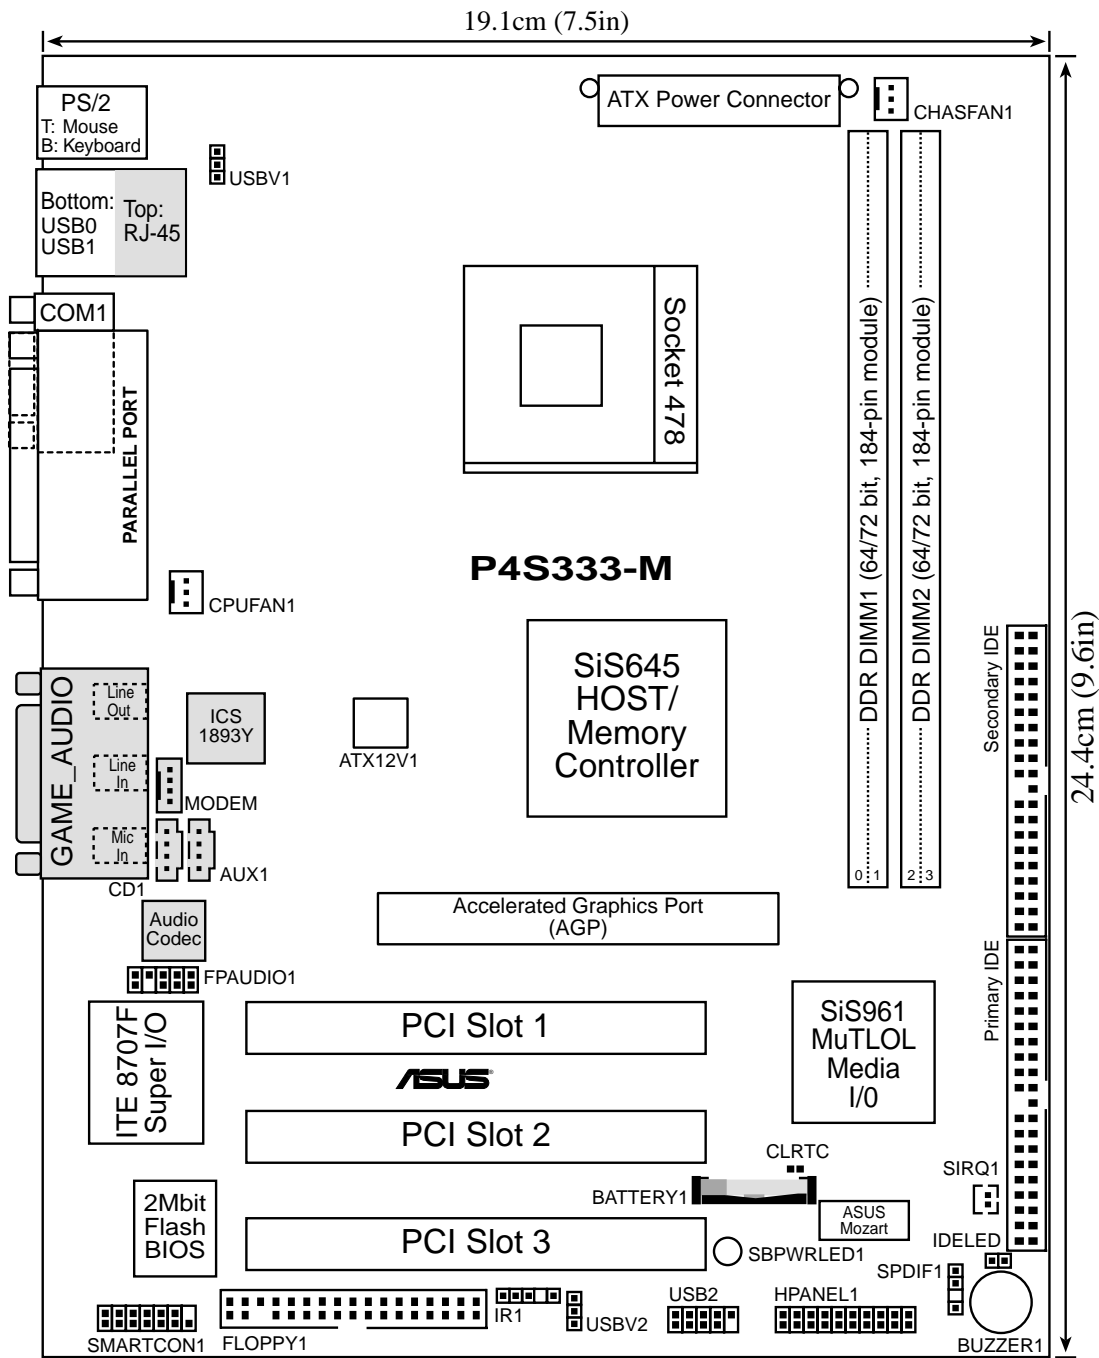 19.1cm (7.5in)
PS/2
T: Mouse
B: Keyboard
ATX Power Connector
CHASFAN1
USBV1
Bottom:
USB0
USB1
Top:
RJ-45
COM1
PARALLEL PORT
Socket 478
DDR DIMM1 (64/72 bit, 184-pin module)
DDR DIMM2 (64/72 bit, 184-pin module)
0 1
2 3
P4S333-M
CPUFAN1
24.4cm (9.6in)
Secondary IDE
SiS645
HOST/
Memory
Controller
GAME_AUDIO
Line
Out
Line
In
Mic
In
ICS
1893Y
ATX12V1
MODEM
CD1
AUX1
Accelerated Graphics Port
(AGP)
Audio
Codec
FPAUDIO1
ITE 8707F
Super I/O
PCI Slot 1
SiS961
MuTLOL
Media
I/0
Primary IDE
ASUS®
PCI Slot 2
CLRTC
BATTERY1
SIRQ1
2Mbit
Flash
BIOS
ASUS
Mozart
PCI Slot 3
SBPWRLED1
IDELED
SPDIF1
SMARTCON1
FLOPPY1
IR1
USBV2
USB2
HPANEL1
BUZZER1